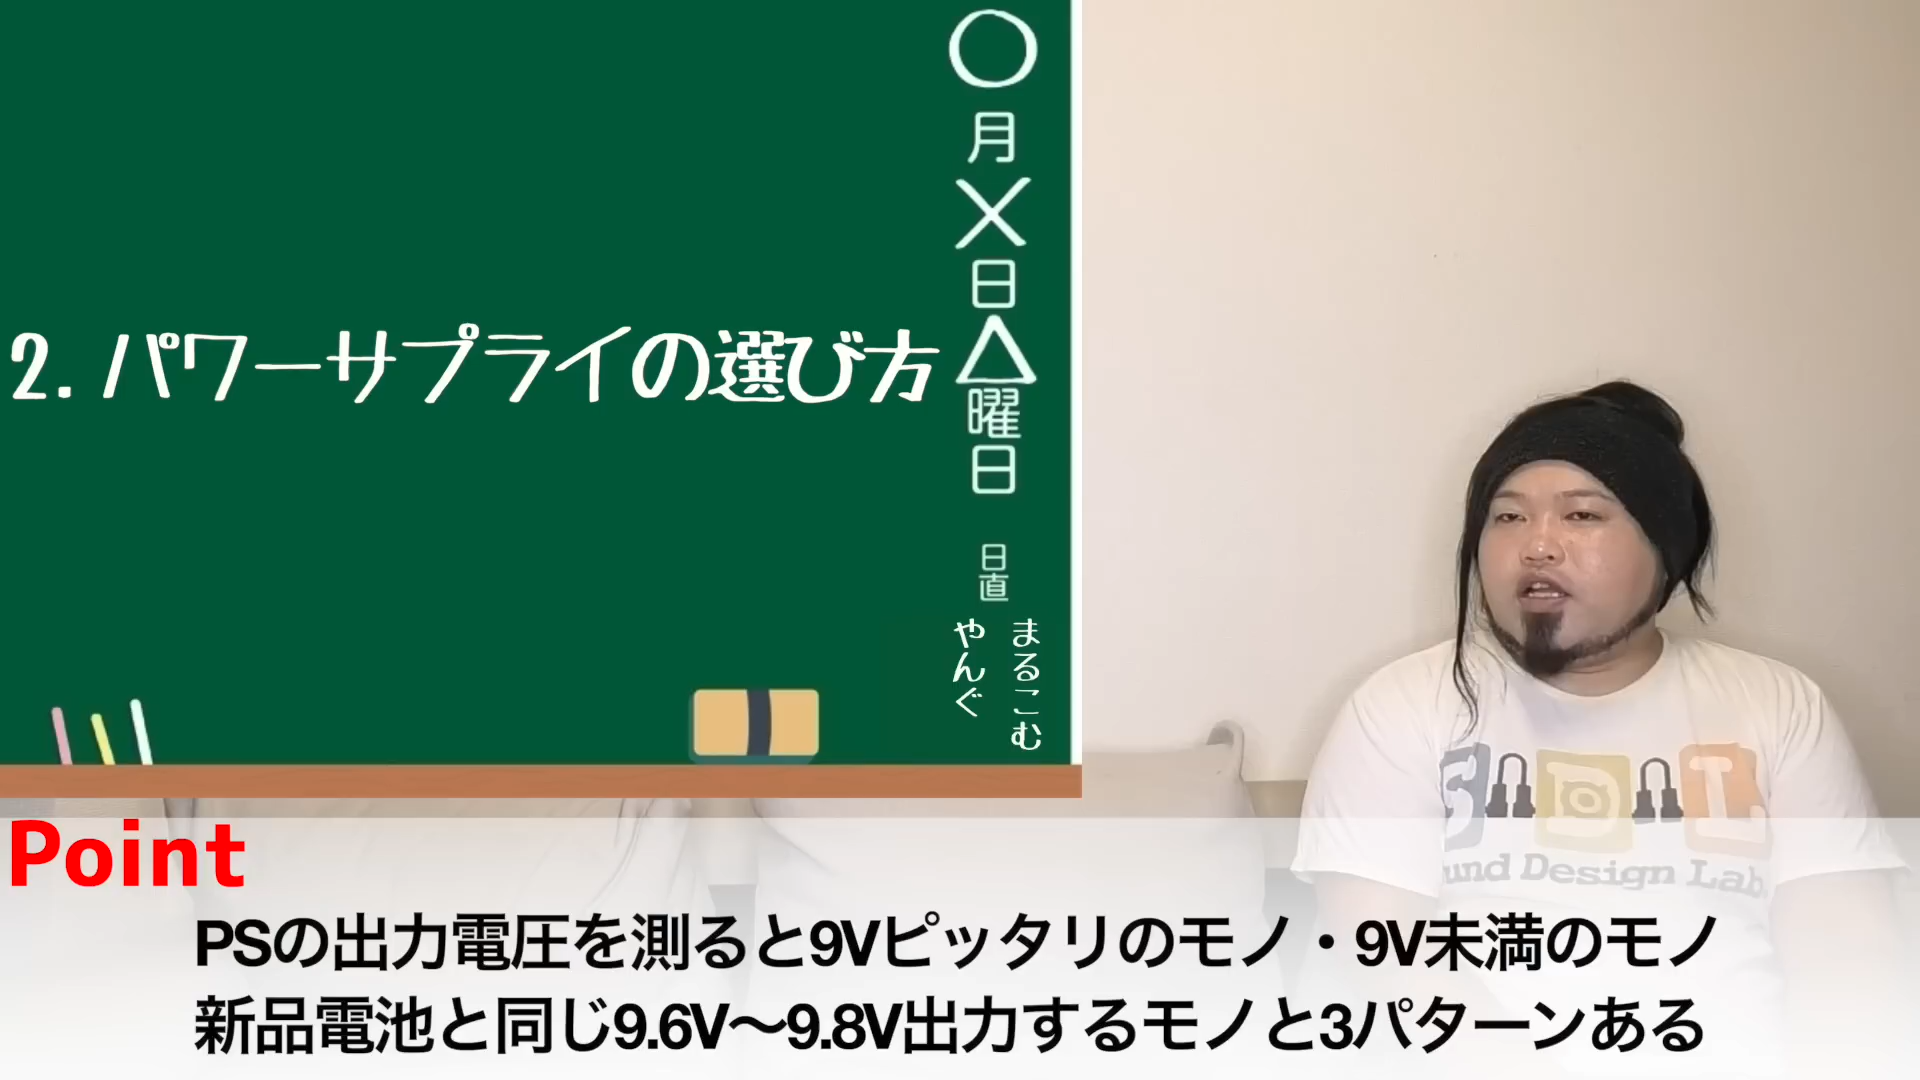 2. パワーサプライの選び方
〇月×日△曜日
日直
まるこむ
やんぐ
SDL
und Design Lab.
Point
PSの出力電圧を測ると9Vピッタリのモノ・9V未満のモノ
新品電池と同じ9.6V〜9.8V出力するモノと3パターンある